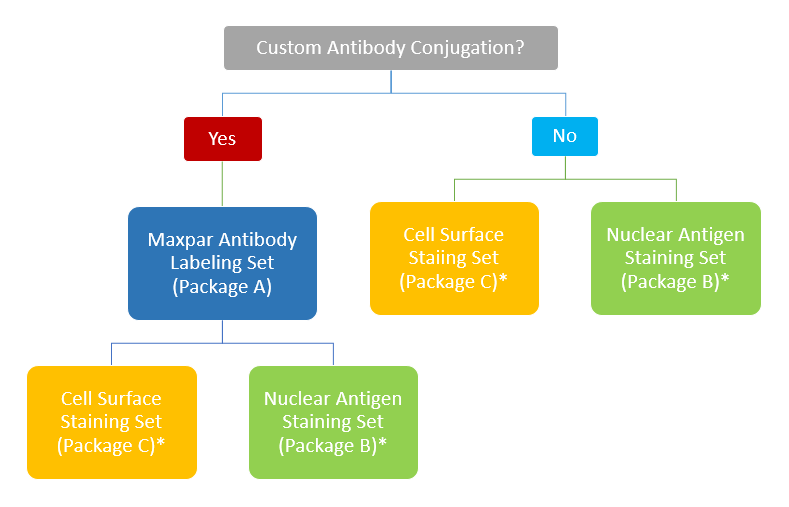 Custom Antibody Conjugation?
Yes
No
Maxpar Antibody
Labeling Set
(Package A)
Cell Surface
Staiing Set
(Package C)*
Nuclear Antigen
Staining Set
(Package B)*
Cell Surface
Staining Set
(Package C)*
Nuclear Antigen
Staining Set
(Package B)*